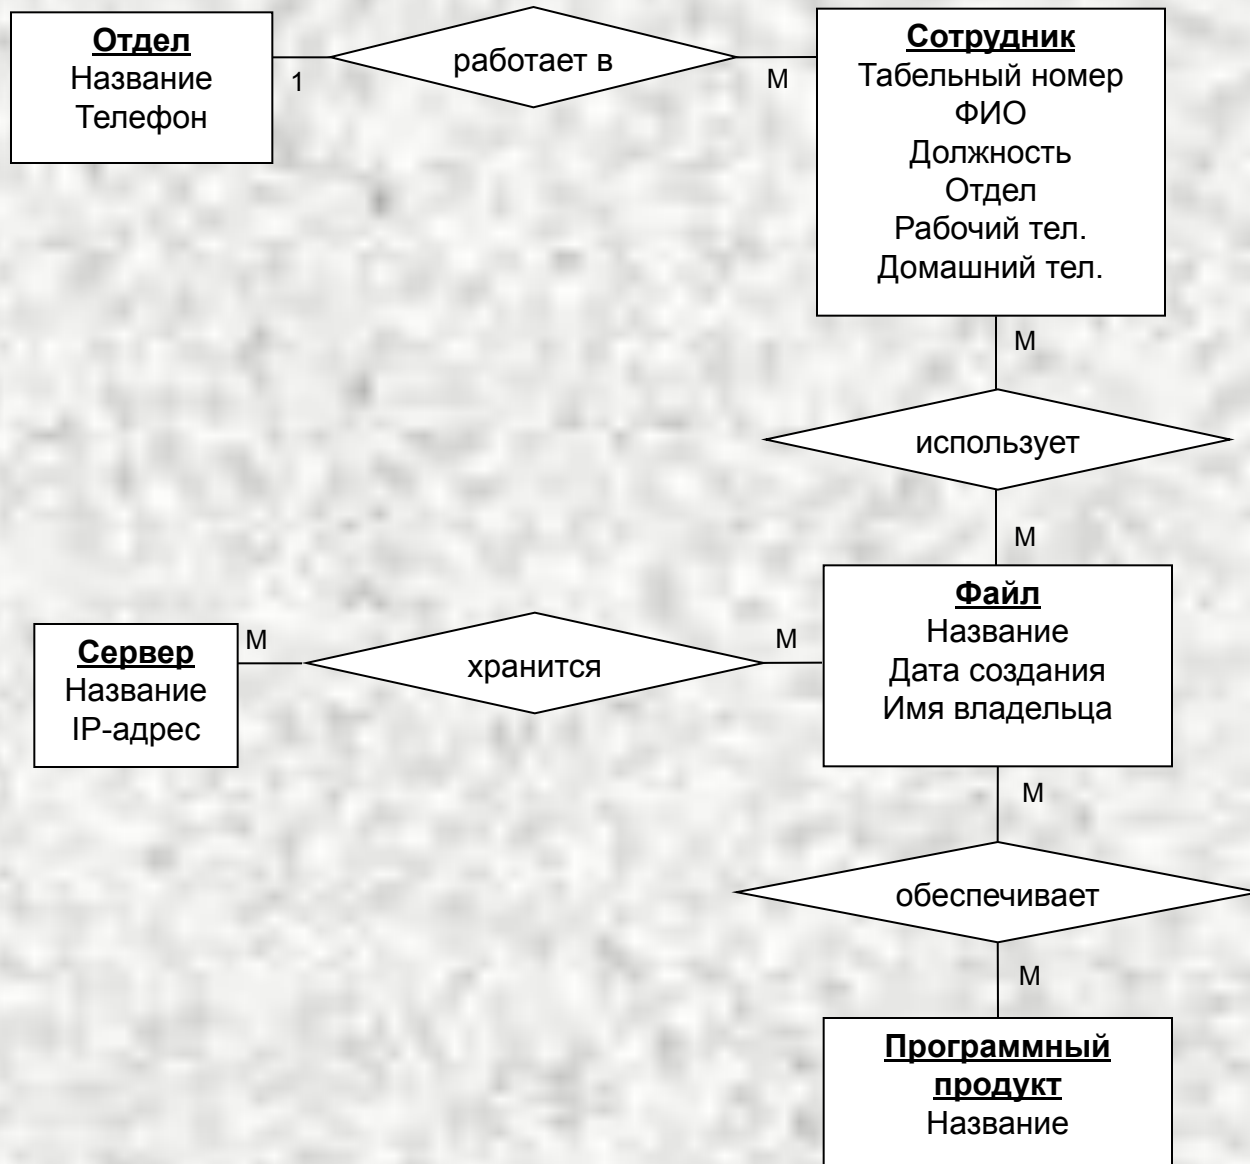 Отдел
Название
Телефон
1
работает в
М
Сотрудник
Табельный номер
ФИО
Должность
Отдел
Рабочий тел.
Домашний тел.
М
использует
М
Сервер
Название
IP-адрес
М
хранится
М
Файл
Название
Дата создания
Имя владельца
М
обеспечивает
М
Программный
продукт
Название